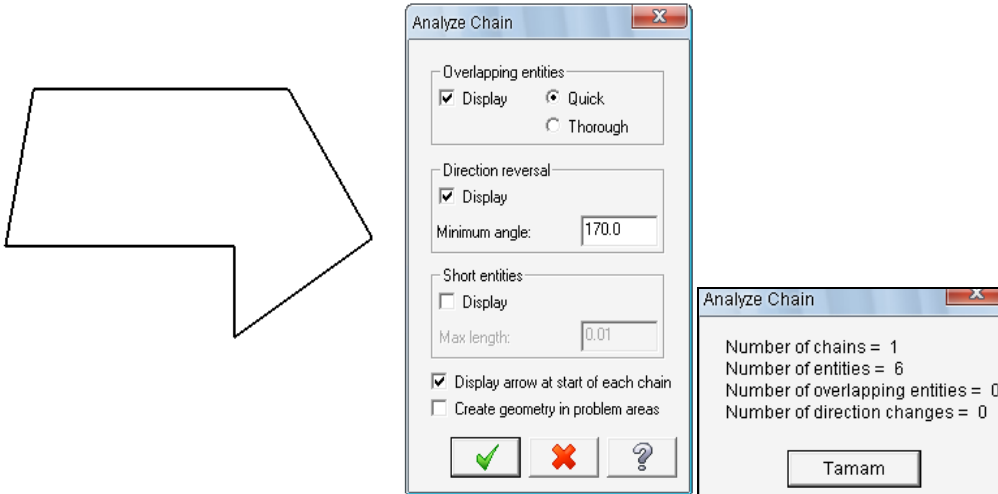 Analyze Chain
Overlapping entities
Display Quick
Thorough
Direction reversal
Display
Minimum angle: 170.0
Short entities
Display
Max length: 0.01
Display arrow at start of each chain
Create geometry in problem areas
Analyze Chain
Number of chains = 1
Number of entities = 6
Number of overlapping entities = 0
Number of direction changes = 0
Tamam